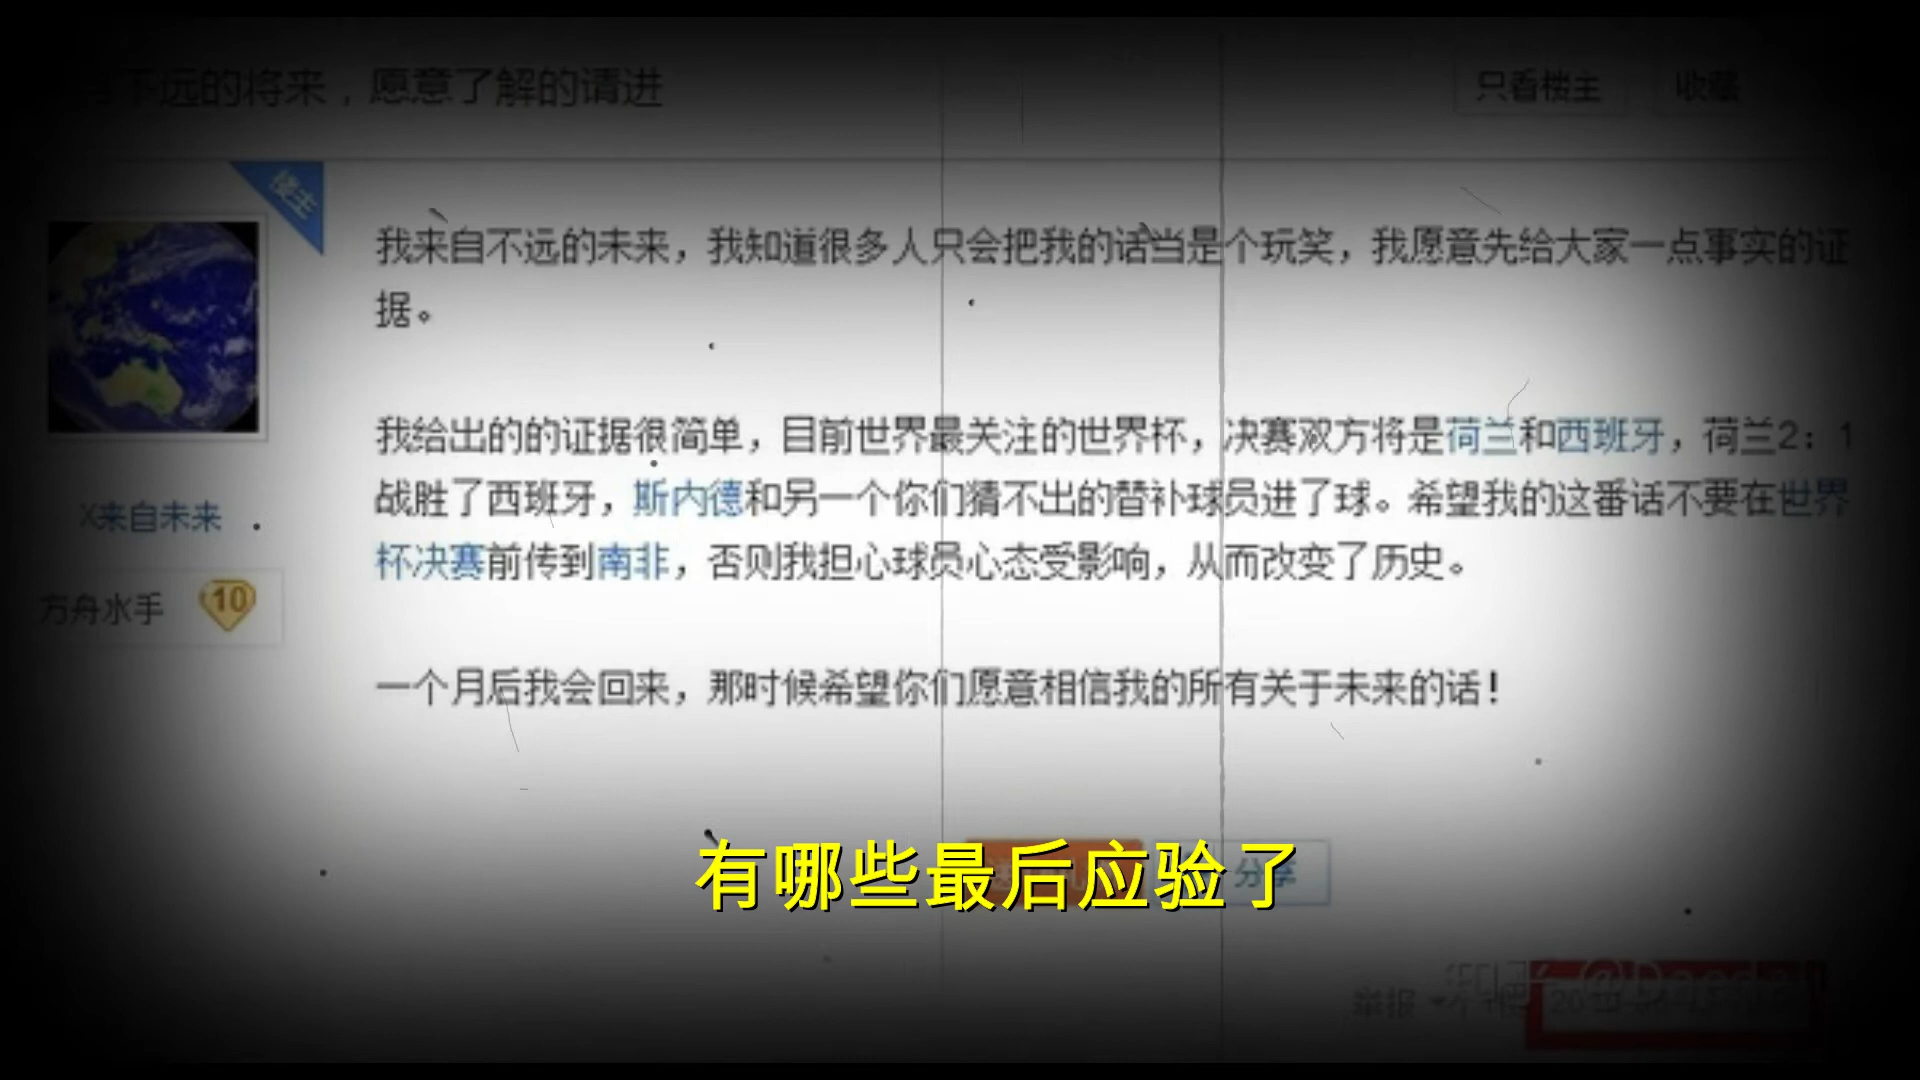 不远的将来，愿意了解的请进
只看楼主
收藏
楼主
我来自不远的未来，我知道很多人只会把我的话当是个玩笑，我愿意先给大家一点事实的证
据。
我给出的的证据很简单，目前世界最关注的世界杯，决赛双方将是荷兰和西班牙，荷兰2：1
战胜了西班牙，斯内德和另一个你们猜不出的替补球员进了球。希望我的这番话不要在世界
杯决赛前传到南非，否则我担心球员心态受影响，从而改变了历史。
X来自未来
方舟水手 10
一个月后我会回来，那时候希望你们愿意相信我的所有关于未来的话！
有哪些最后应验了
分享
知乎
举报